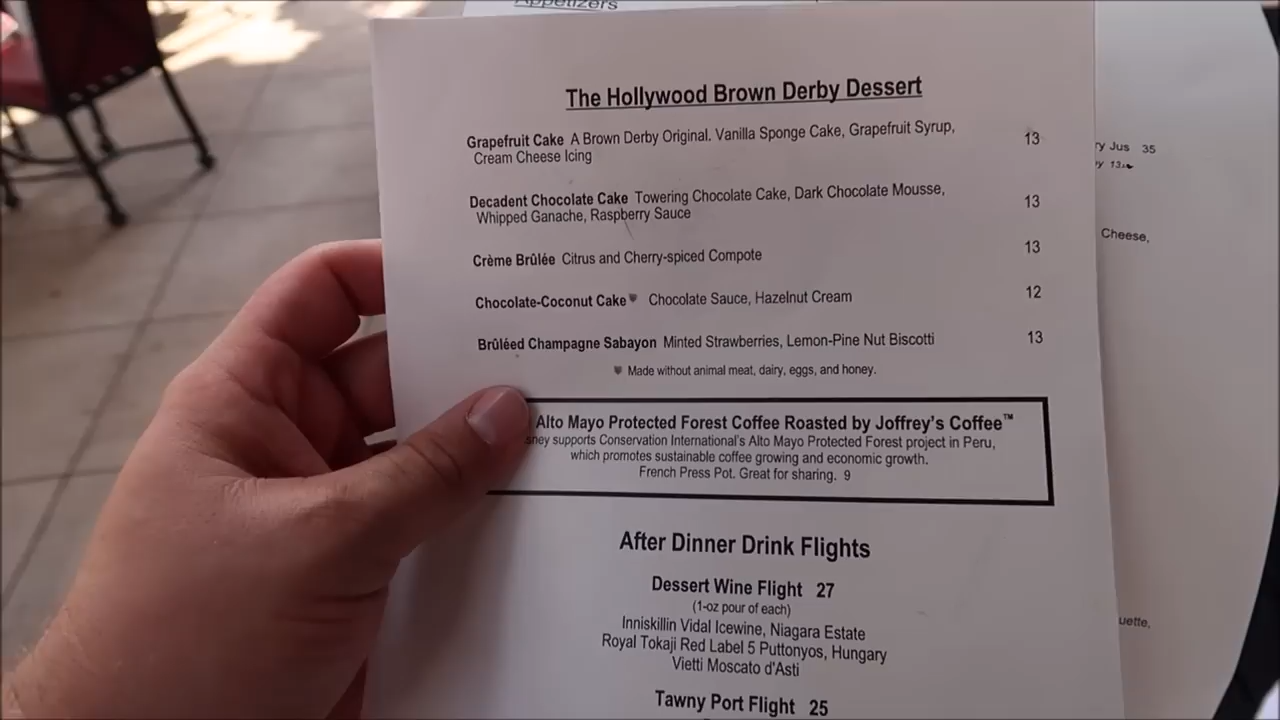 Appetizers
The Hollywood Brown Derby Dessert
Grapefruit Cake A Brown Derby Original. Vanilla Sponge Cake, Grapefruit Syrup, 13
Cream Cheese Icing
Decadent Chocolate Cake Towering Chocolate Cake, Dark Chocolate Mousse, 13
Whipped Ganache, Raspberry Sauce
Crème Brûlée Citrus and Cherry-spiced Compote 13
Chocolate-Coconut Cake Chocolate Sauce, Hazelnut Cream 12
Brûléed Champagne Sabayon Minted Strawberries, Lemon-Pine Nut Biscotti 13
Made without animal meat, dairy, eggs, and honey.
Alto Mayo Protected Forest Coffee Roasted by Joffrey's Coffee™
sney supports Conservation International's Alto Mayo Protected Forest project in Peru,
which promotes sustainable coffee growing and economic growth.
French Press Pot. Great for sharing. 9
After Dinner Drink Flights
Dessert Wine Flight 27
(1-oz pour of each)
Inniskillin Vidal Icewine, Niagara Estate
Royal Tokaji Red Label 5 Puttonyos, Hungary
Vietti Moscato d'Asti
Tawny Port Flight 25
ry Jus 35
y 13
Cheese,
uette,